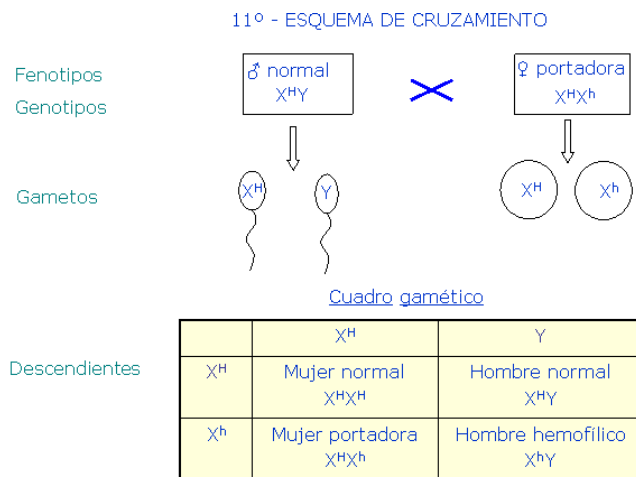 11º - ESQUEMA DE CRUZAMIENTO
Fenotipos
Genotipos
♂ normal
XᴴY
♀ portadora
XᴴXʰ
Gametos
Xᴴ
Y
Xᴴ
Xʰ
Cuadro gamético
Descendientes
Xᴴ Y
Xᴴ Mujer normal Hombre normal
XᴴXᴴ XᴴY
Xʰ Mujer portadora Hombre hemofílico
XᴴXʰ XʰY